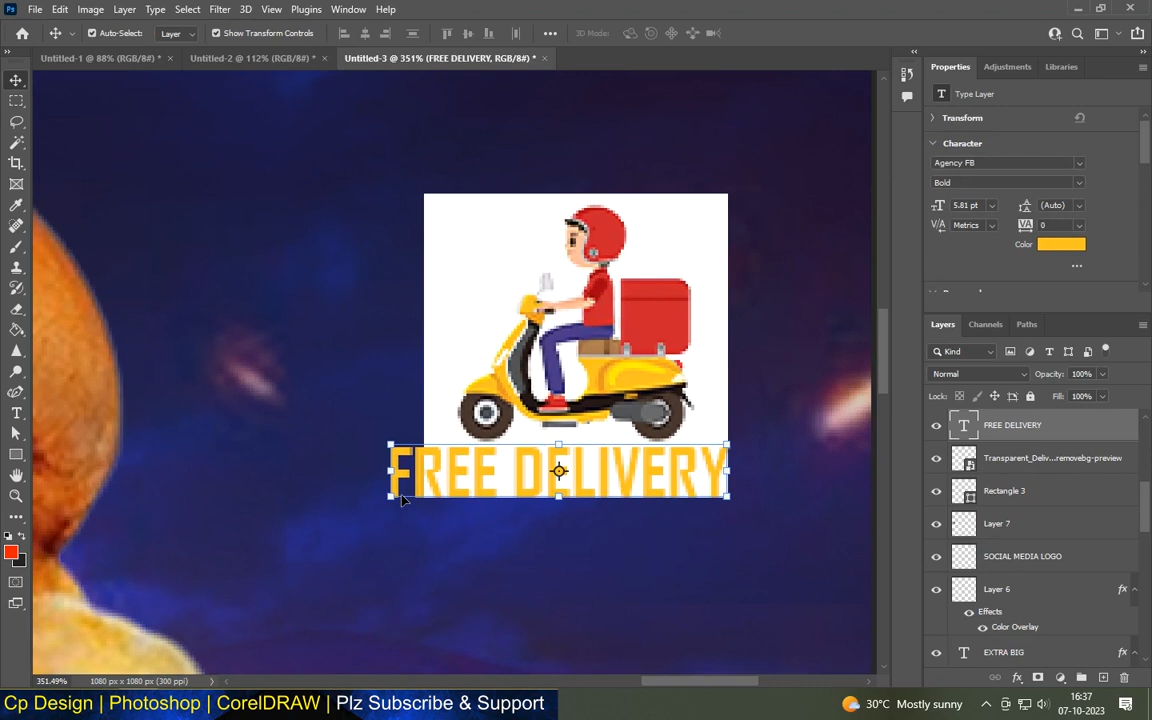 File Edit Image Layer Type Select Filter 3D View Plugins Window Help
Auto-Select: Layer Show Transform Controls 3D Mode:
Untitled-1 @ 88% (RGB/8#) * Untitled-2 @ 112% (RGB/8#) * Untitled-3 @ 351% (FREE DELIVERY, RGB/8#) *
Properties Adjustments Libraries
T Type Layer
Transform
Character
Agency FB
Bold
5.81 pt (Auto)
Metrics 0
Color
FREE DELIVERY
Layers Channels Paths
Kind
Normal Opacity: 100%
Lock: Fill: 100%
T FREE DELIVERY
Transparent_Deliv...removebg-preview
Rectangle 3
Layer 7
SOCIAL MEDIA LOGO
Layer 6 fx
Effects
Color Overlay
T EXTRA BIG fx
351.49% 1080 px x 1080 px (300 ppi)
Cp Design | Photoshop | CorelDRAW | Plz Subscribe & Support
30°C Mostly sunny
16:37
07-10-2023